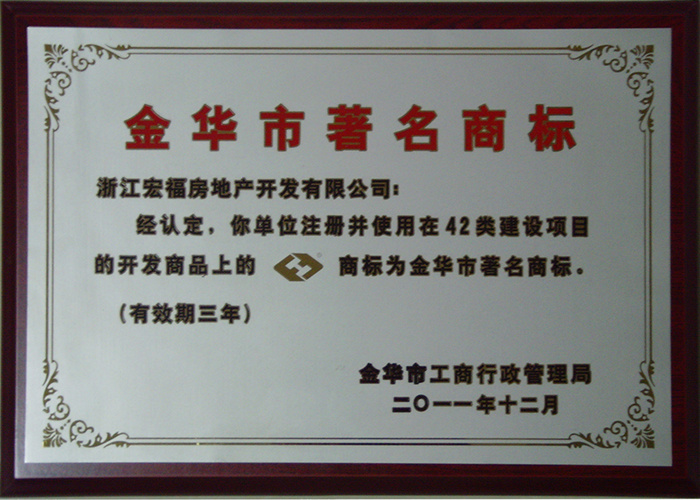 金华市著名商标
浙江宏福房地产开发有限公司：
经认定，你单位注册并使用在42类建设项目
的开发商品上的 ® 商标为金华市著名商标。
（有效期三年）
金华市工商行政管理局
二〇一一年十二月